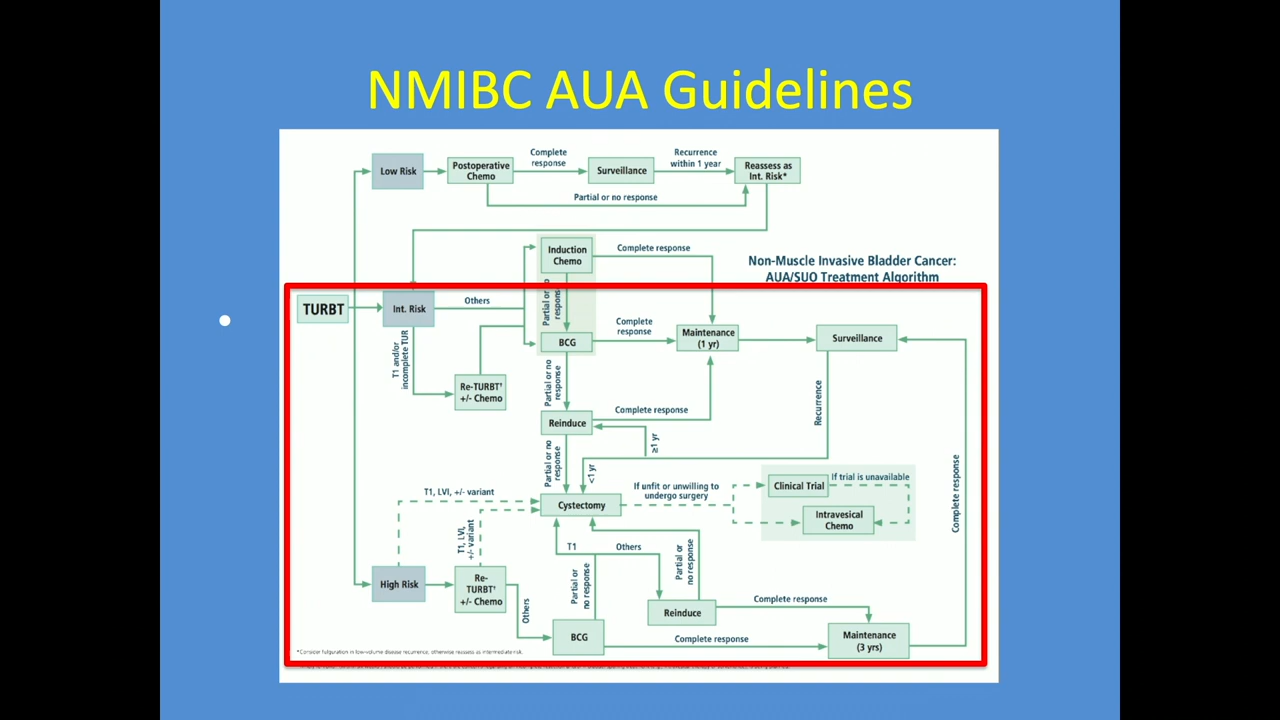 NMIBC AUA Guidelines
Low Risk
Postoperative
Chemo
Complete
response
Surveillance
Recurrence
within 1 year
Reassess as
Int. Risk*
Partial or no response
Induction
Chemo
Complete response
Non-Muscle Invasive Bladder Cancer:
AUA/SUO Treatment Algorithm
TURBT
Int. Risk
Others
Partial or no
response
BCG
Complete
response
Maintenance
(1 yr)
Surveillance
T1 and/or
incomplete TUR
Re-TURBT†
+/- Chemo
Partial or no
response
Reinduce
Complete response
≥1 yr
Recurrence
Partial or no
response
<1 yr
T1, LVI, +/- variant
Cystectomy
If unfit or unwilling to
undergo surgery
Clinical Trial
If trial is unavailable
Intravesical
Chemo
Complete response
T1, LVI,
+/- variant
T1
Others
Partial or
no response
Partial or
no response
High Risk
Re-
TURBT†
+/- Chemo
Others
Reinduce
Complete response
BCG
Complete response
Maintenance
(3 yrs)
*Consider fulguration in low-volume disease recurrence, otherwise reassess as intermediate risk.